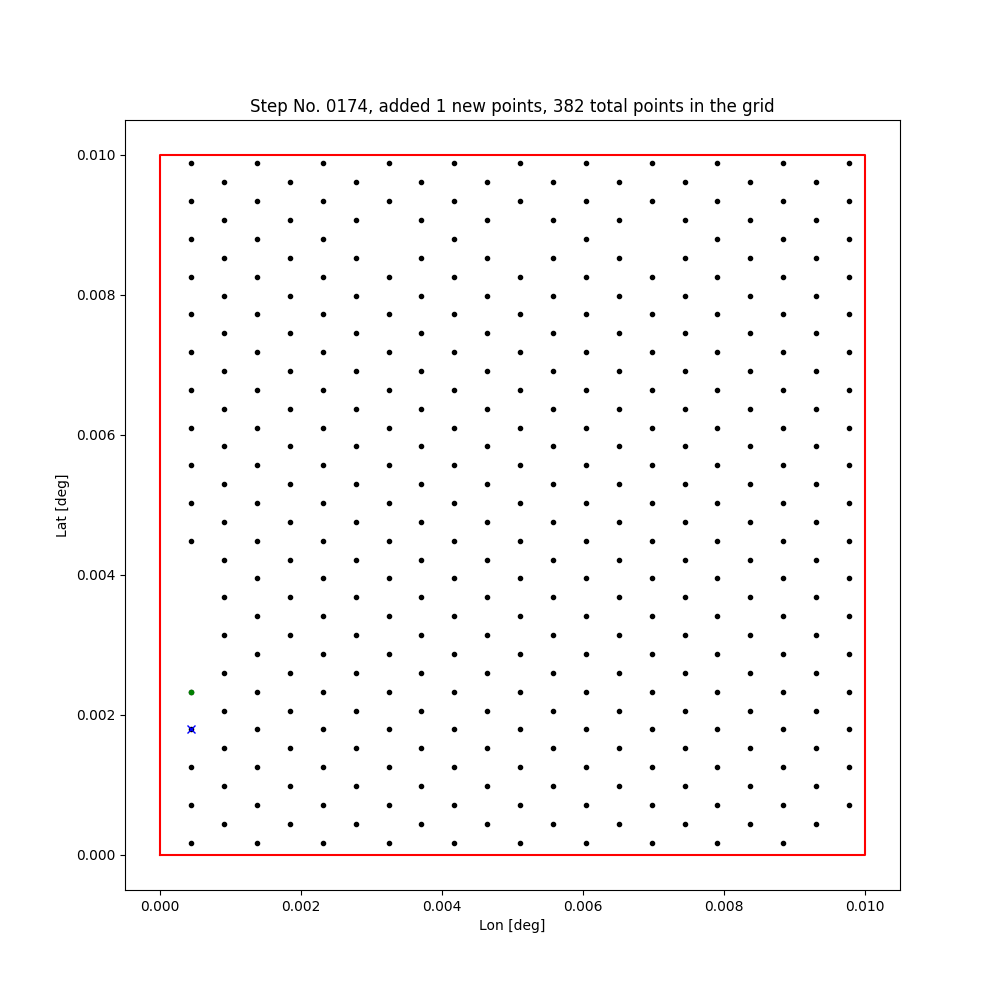 Step No. 0174, added 1 new points, 382 total points in the grid
0.010
0.008
0.006
0.004
0.002
0.000
Lat [deg]
0.000 0.002 0.004 0.006 0.008 0.010
Lon [deg]